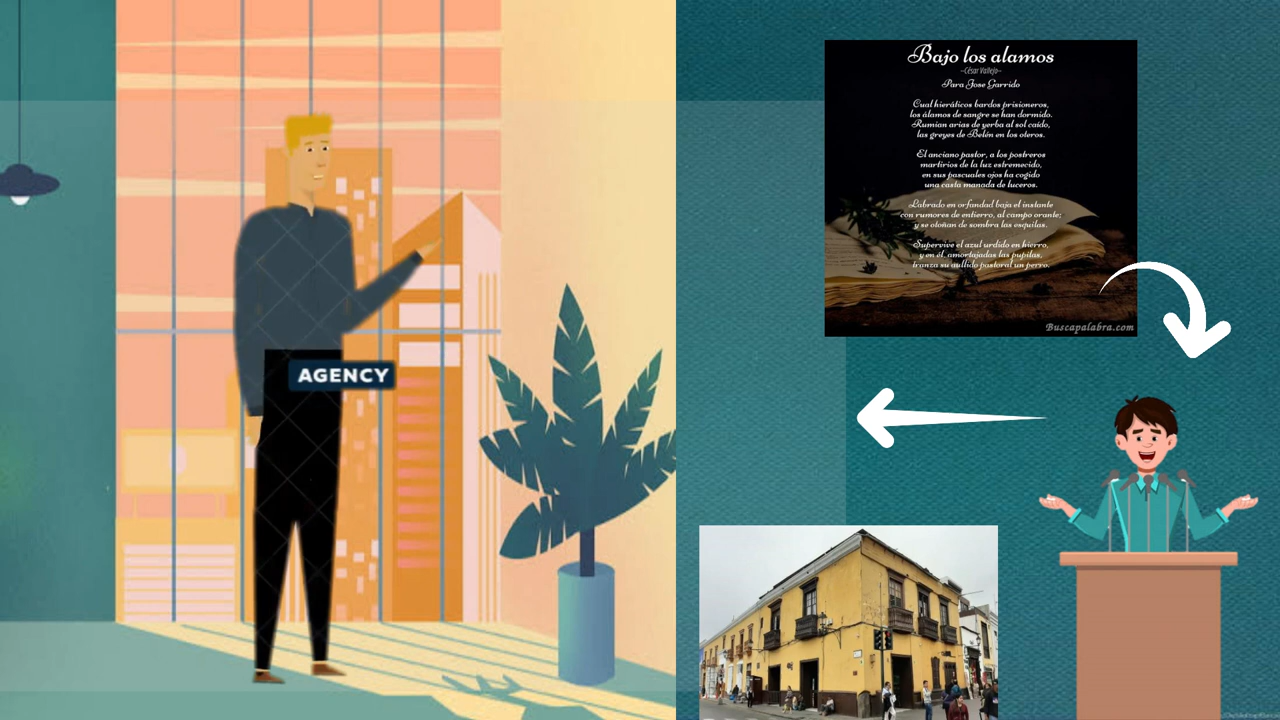 AGENCY
Bajo los alamos
~César Vallejo~
Para Jose Garrido
Cual hieráticos bardos prisioneros,
los álamos de sangre se han dormido.
Rumian arias de yerba al sol caído,
las greyes de Belén en los oteros.
El anciano pastor, a los postreros
martirios de la luz estremecido,
en sus pascuales ojos ha cogido
una casta manada de luceros.
Labrado en orfandad baja el instante
con rumores de entierro, al campo orante;
y se otoñan de sombra las esquilas.
Supervive el azul urdido en hierro,
y en él, amortajadas las pupilas,
tranza su aullido pastoral un perro.
Buscapalabra.com